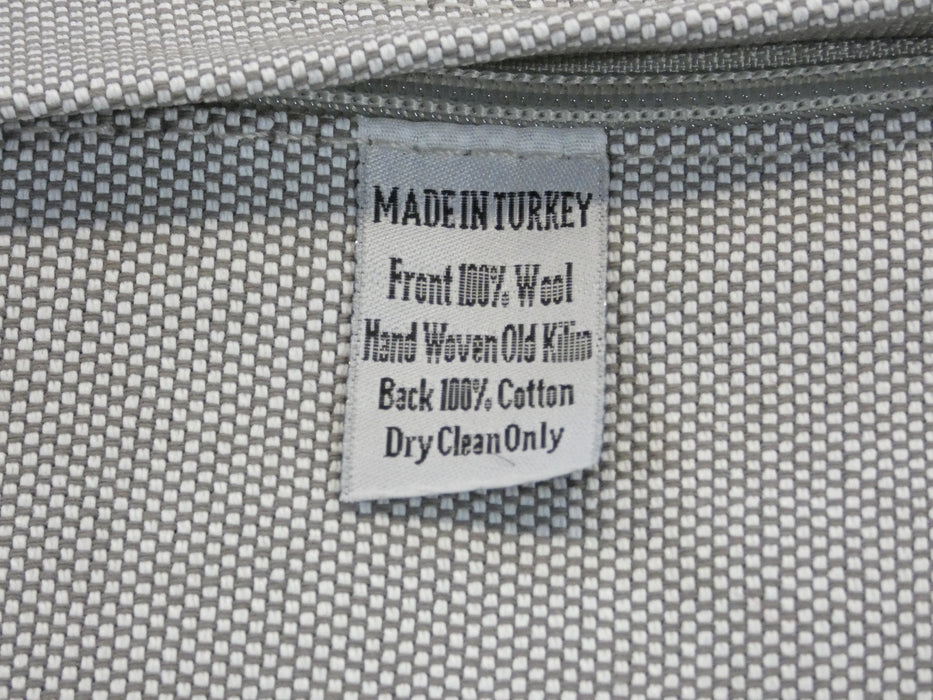 MADE IN TURKEY
Front 100% Wool
Hand Woven Old Kilim
Back 100% Cotton
Dry Clean Only